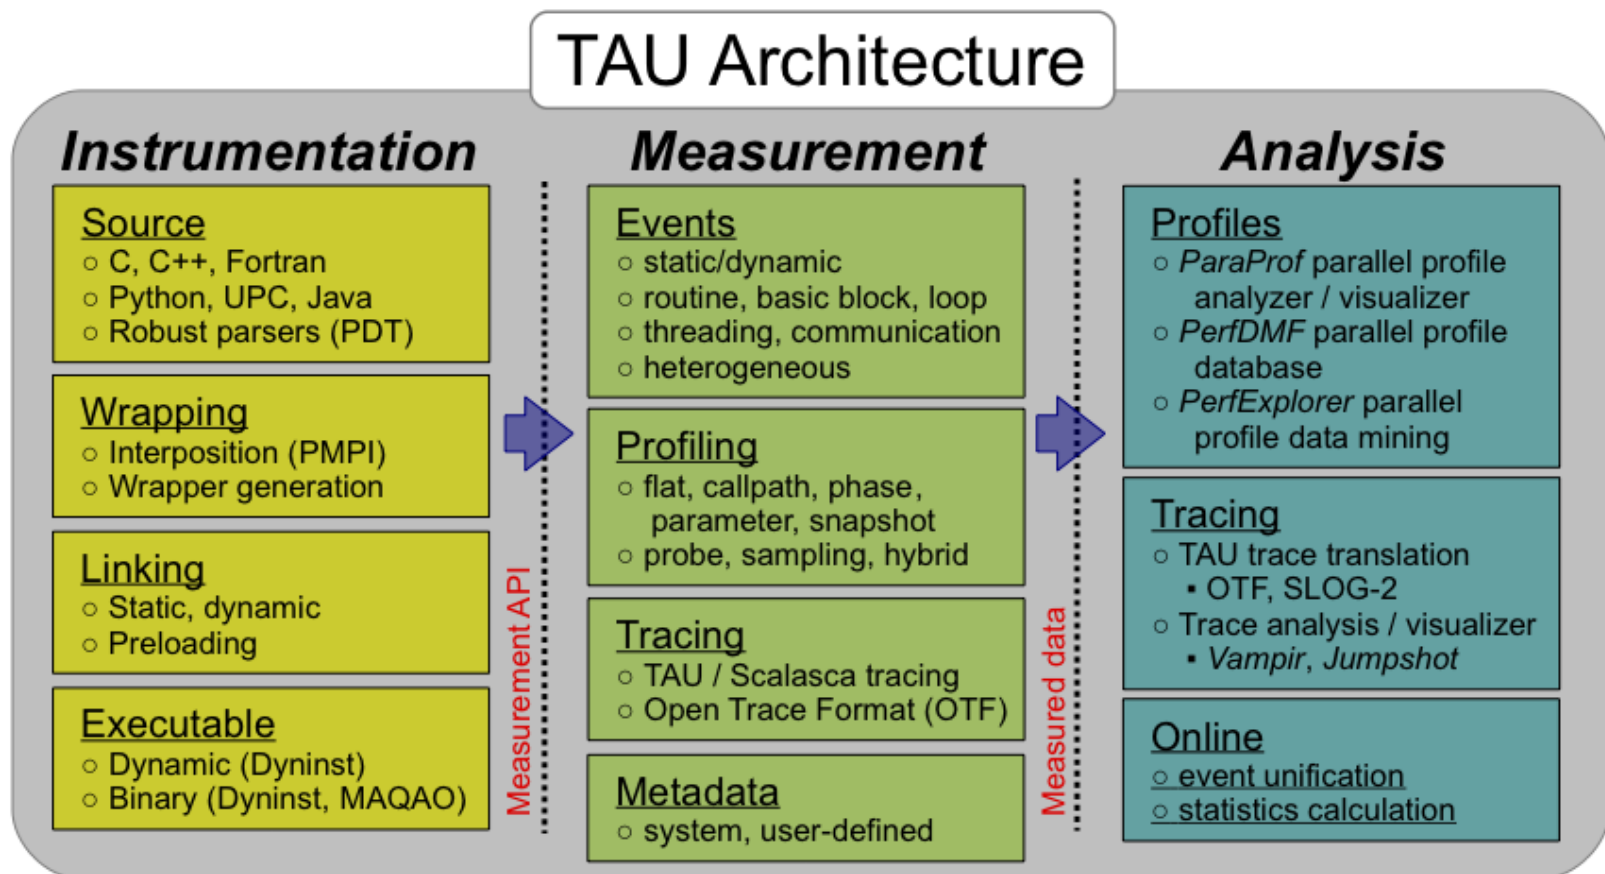 TAU Architecture
Instrumentation
Source
○ C, C++, Fortran
○ Python, UPC, Java
○ Robust parsers (PDT)
Wrapping
○ Interposition (PMPI)
○ Wrapper generation
Linking
○ Static, dynamic
○ Preloading
Executable
○ Dynamic (Dyninst)
○ Binary (Dyninst, MAQAO)
Measurement API
Measurement
Events
○ static/dynamic
○ routine, basic block, loop
○ threading, communication
○ heterogeneous
Profiling
○ flat, callpath, phase,
parameter, snapshot
○ probe, sampling, hybrid
Tracing
○ TAU / Scalasca tracing
○ Open Trace Format (OTF)
Metadata
○ system, user-defined
Measured data
Analysis
Profiles
○ ParaProf parallel profile
analyzer / visualizer
○ PerfDMF parallel profile
database
○ PerfExplorer parallel
profile data mining
Tracing
○ TAU trace translation
▪ OTF, SLOG-2
○ Trace analysis / visualizer
▪ Vampir, Jumpshot
Online
○ event unification
○ statistics calculation